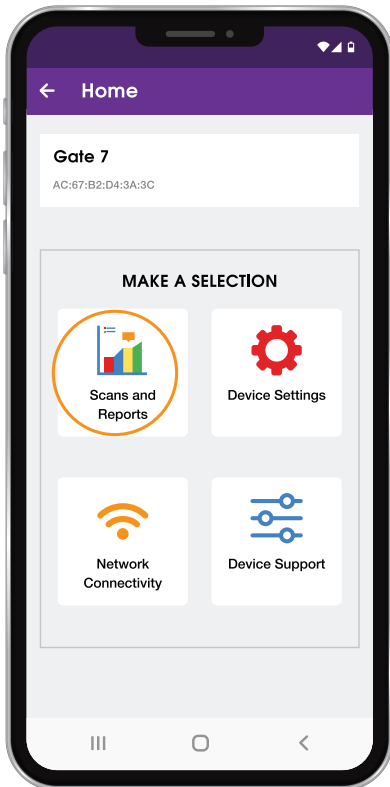 Home
Gate 7
AC:67:B2:D4:3A:3C
MAKE A SELECTION
Scans and
Reports
Device Settings
Network
Connectivity
Device Support